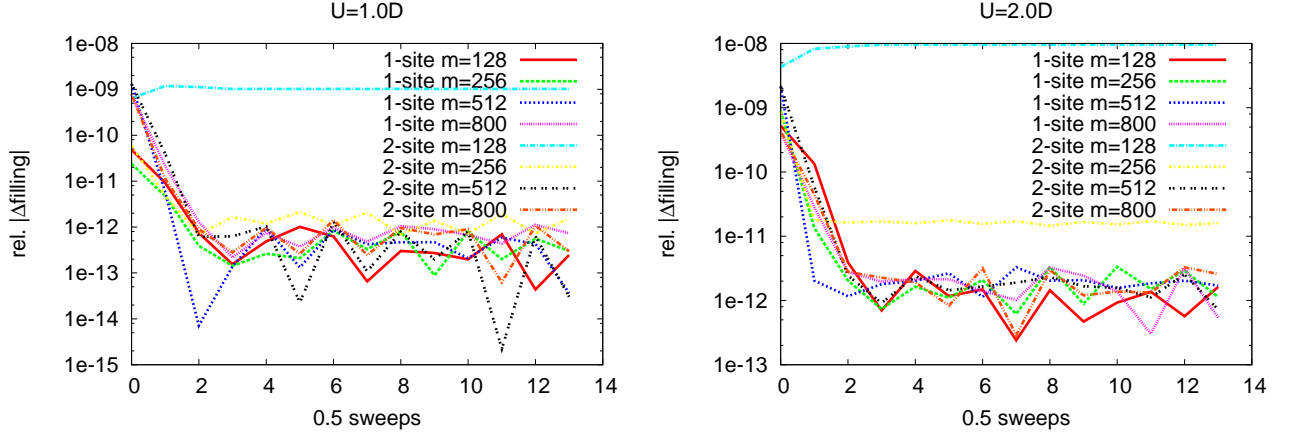 U=1.0D
1e-08
1e-09
1e-10
1e-11
1e-12
1e-13
1e-14
1e-15
rel. |Δfilling|
0 2 4 6 8 10 12 14
0.5 sweeps
1-site m=128
1-site m=256
1-site m=512
1-site m=800
2-site m=128
2-site m=256
2-site m=512
2-site m=800
U=2.0D
1e-08
1e-09
1e-10
1e-11
1e-12
1e-13
rel. |Δfilling|
0 2 4 6 8 10 12 14
0.5 sweeps
1-site m=128
1-site m=256
1-site m=512
1-site m=800
2-site m=128
2-site m=256
2-site m=512
2-site m=800